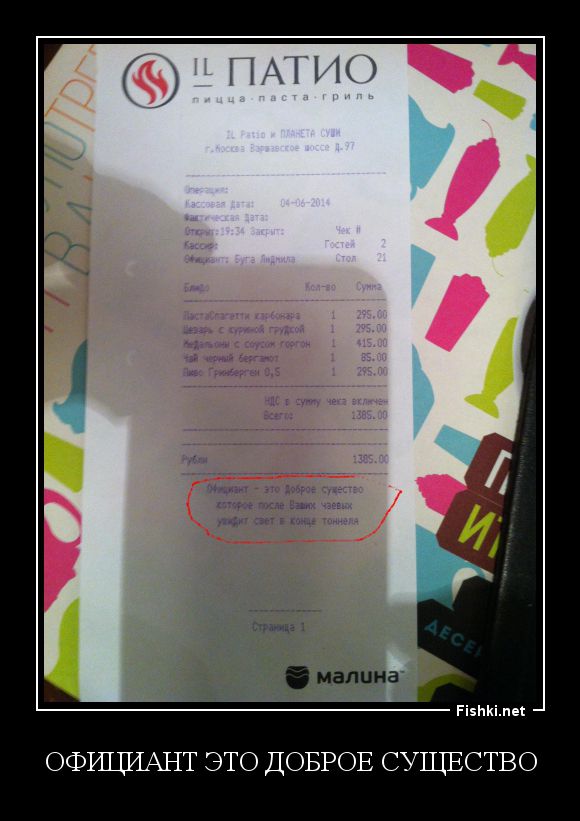 IL ПАТИО
пицца · паста · гриль
IL Patio и ПЛАНЕТА СУШИ
г.Москва Варшавское шоссе д.97
Операция:
Кассовая дата: 04-06-2014
Фактическая дата:
Открыт:19:34 Закрыт: Чек #
Кассир: Гостей 2
Официант: Буга Людмила Стол 21
Блюдо Кол-во Сумма
ПастаСпагетти карбонара 1 295.00
Цезарь с куриной грудкой 1 295.00
Медальони с соусом горгон 1 415.00
Чай черный бергамот 1 85.00
Пиво Гринберген 0,5 1 295.00
НДС в сумму чека включен
Всего: 1385.00
Рубли 1385.00
Официант - это Доброе существо
которое после Ваших чаевых
увидит свет в конце тоннеля
Страница 1
малина
ДЕСЕ
Fishki.net
ОФИЦИАНТ ЭТО ДОБРОЕ СУЩЕСТВО